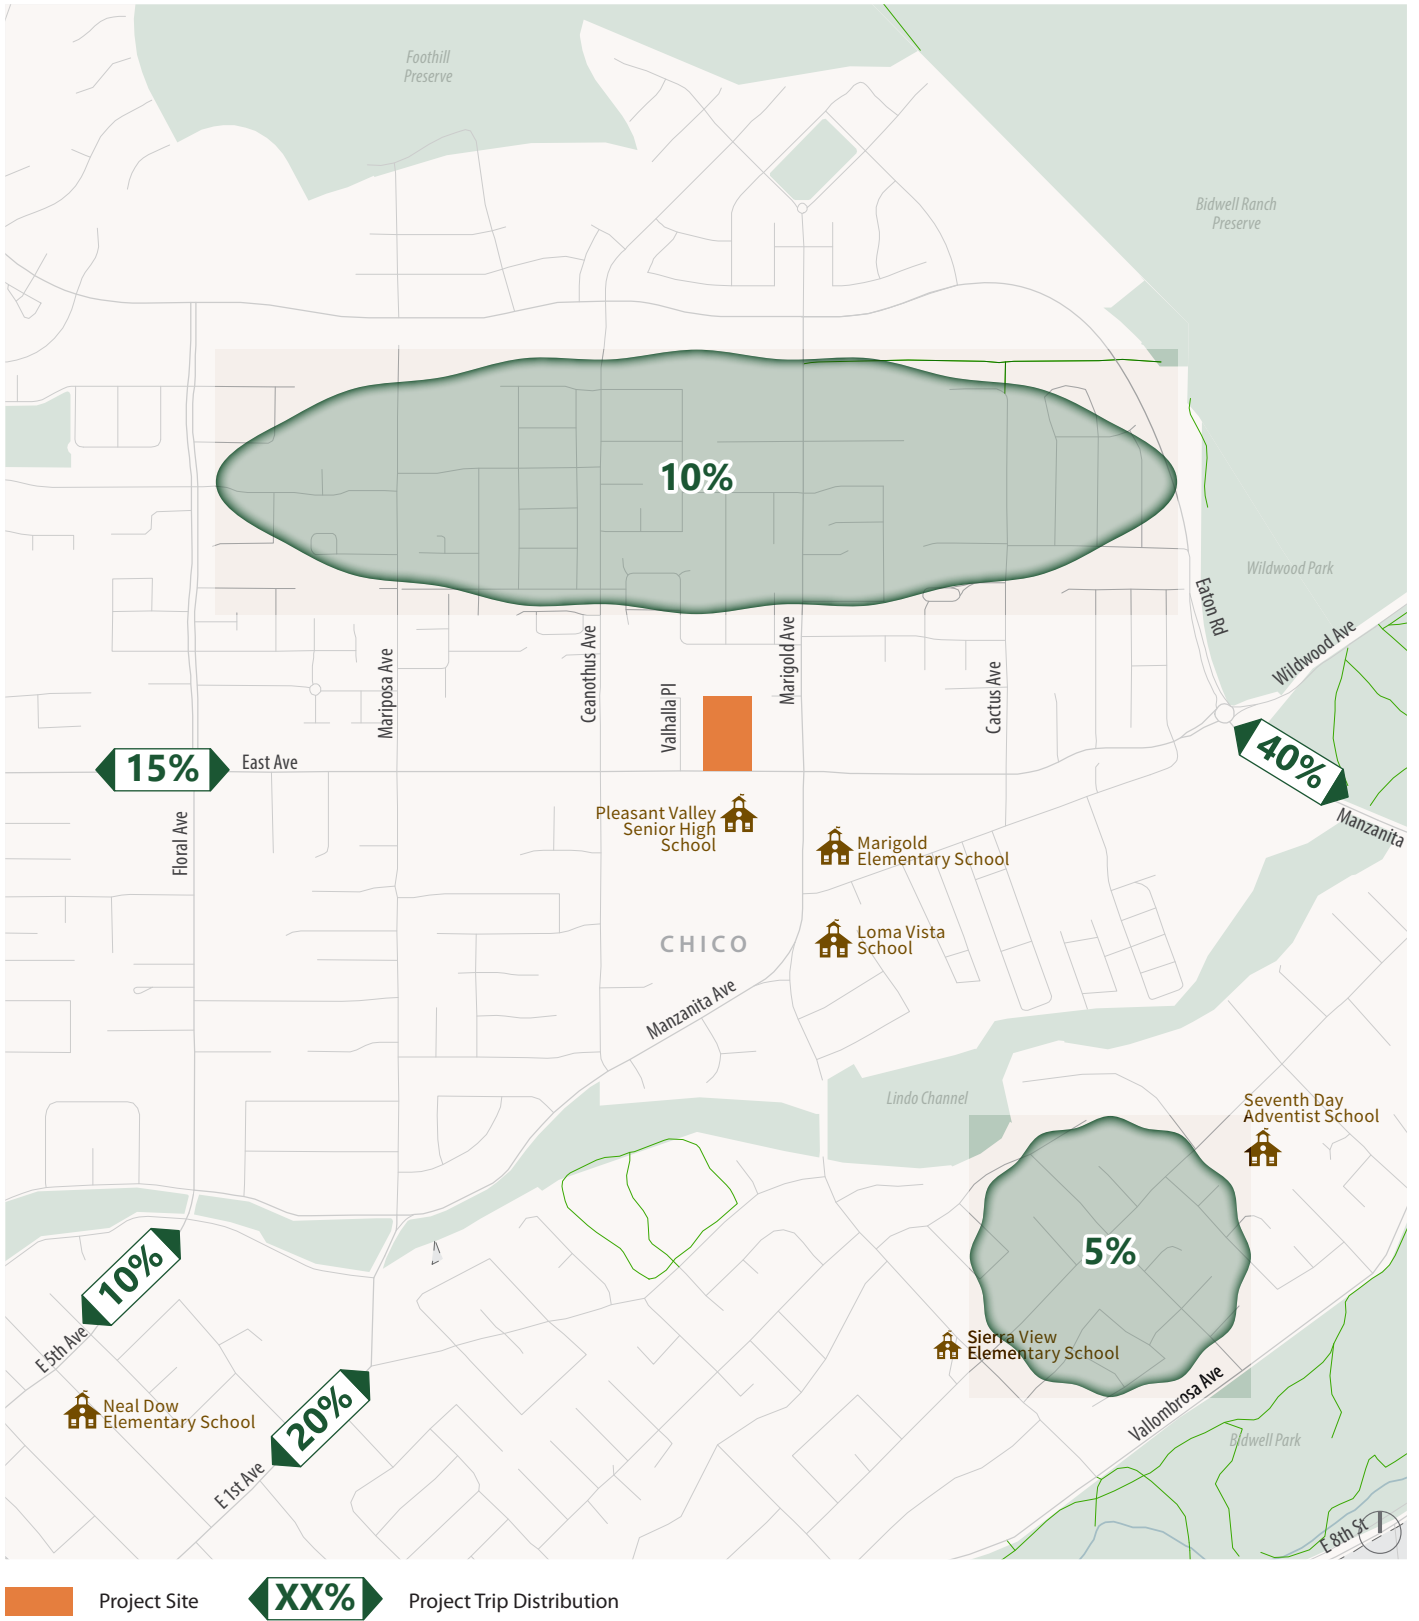 Foothill
Preserve
Bidwell Ranch
Preserve
10%
Wildwood Park
Eaton Rd
Wildwood Ave
Mariposa Ave
Ceanothus Ave
Valhalla Pl
Marigold Ave
Cactus Ave
15%
East Ave
40%
Manzanita
Floral Ave
Pleasant Valley
Senior High
School
Marigold
Elementary School
Loma Vista
School
CHICO
Manzanita Ave
Lindo Channel
Seventh Day
Adventist School
5%
10%
E 5th Ave
Sierra View
Elementary School
Neal Dow
Elementary School
20%
E 1st Ave
Vallombrosa Ave
Bidwell Park
E 8th St
Project Site
XX%
Project Trip Distribution